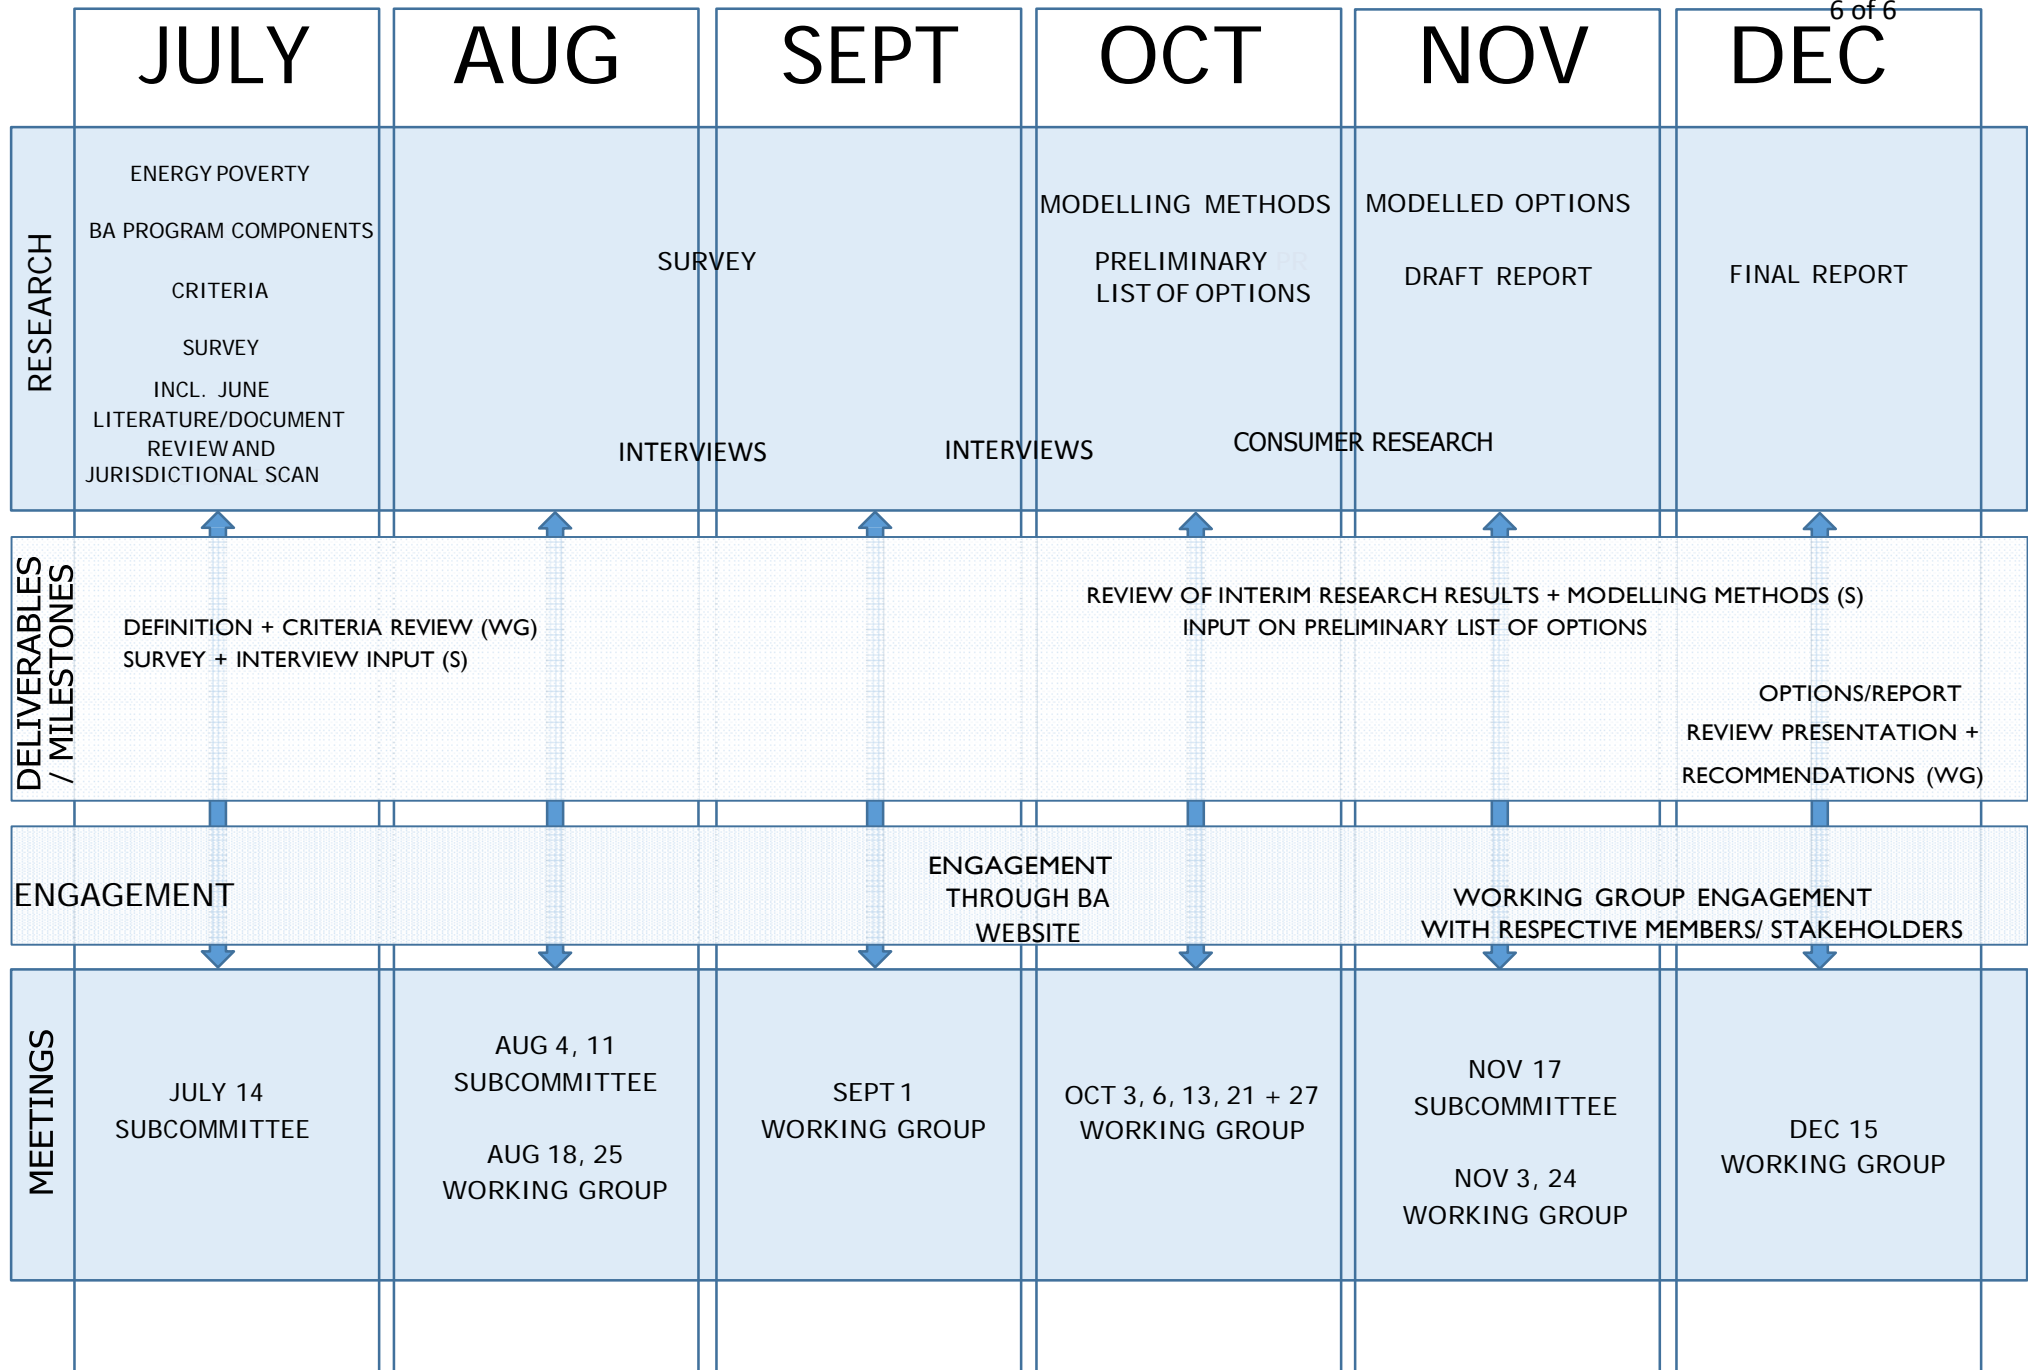 6 of 6
JULY
AUG
SEPT
OCT
NOV
DEC
RESEARCH
ENERGY POVERTY
BA PROGRAM COMPONENTS
CRITERIA
SURVEY
INCL. JUNE
LITERATURE/DOCUMENT
REVIEW AND
JURISDICTIONAL SCAN
SURVEY
INTERVIEWS
INTERVIEWS
MODELLING METHODS
PRELIMINARY PR
LIST OF OPTIONS
CONSUMER RESEARCH
MODELLED OPTIONS
DRAFT REPORT
FINAL REPORT
DELIVERABLES
/ MILESTONES
DEFINITION + CRITERIA REVIEW (WG)
SURVEY + INTERVIEW INPUT (S)
REVIEW OF INTERIM RESEARCH RESULTS + MODELLING METHODS (S)
INPUT ON PRELIMINARY LIST OF OPTIONS
OPTIONS/REPORT
REVIEW PRESENTATION +
RECOMMENDATIONS (WG)
ENGAGEMENT
ENGAGEMENT
THROUGH BA
WEBSITE
WORKING GROUP ENGAGEMENT
WITH RESPECTIVE MEMBERS/ STAKEHOLDERS
MEETINGS
JULY 14
SUBCOMMITTEE
AUG 4, 11
SUBCOMMITTEE
AUG 18, 25
WORKING GROUP
SEPT 1
WORKING GROUP
OCT 3, 6, 13, 21 + 27
WORKING GROUP
NOV 17
SUBCOMMITTEE
NOV 3, 24
WORKING GROUP
DEC 15
WORKING GROUP